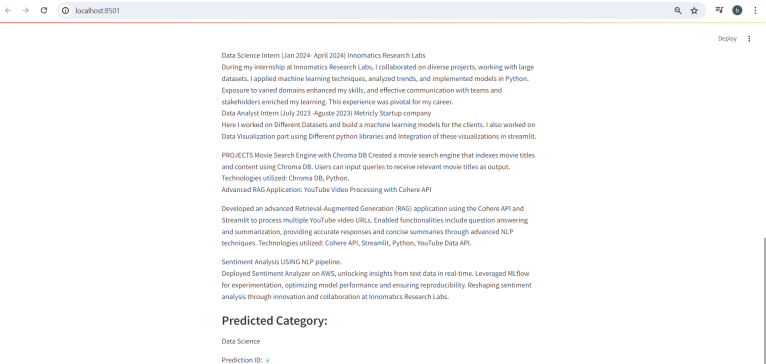 localhost:8501
Deploy
Data Science Intern (Jan 2024- April 2024) Innomatics Research Labs
During my internship at Innomatics Research Labs, I collaborated on diverse projects, working with large
datasets. I applied machine learning techniques, analyzed trends, and implemented models in Python.
Exposure to varied domains enhanced my skills, and effective communication with teams and
stakeholders enriched my learning. This experience was pivotal for my career.
Data Analyst Intern (July 2023 -Aguste 2023) Metricly Startup company
Here I worked on Different Datasets and build a machine learning models for the clients. I also worked on
Data Visualization part using Different python libraries and Integration of these visualizations in streamlit.
PROJECTS Movie Search Engine with Chroma DB Created a movie search engine that indexes movie titles
and content using Chroma DB. Users can input queries to receive relevant movie titles as output.
Technologies utilized: Chroma DB, Python.
Advanced RAG Application: YouTube Video Processing with Cohere API
Developed an advanced Retrieval-Augmented Generation (RAG) application using the Cohere API and
Streamlit to process multiple YouTube video URLs. Enabled functionalities include question answering
and summarization, providing accurate responses and concise summaries through advanced NLP
techniques. Technologies utilized: Cohere API, Streamlit, Python, YouTube Data API.
Sentiment Analysis USING NLP pipeline.
Deployed Sentiment Analyzer on AWS, unlocking insights from text data in real-time. Leveraged MLflow
for experimentation, optimizing model performance and ensuring reproducibility. Reshaping sentiment
analysis through innovation and collaboration at Innomatics Research Labs.
Predicted Category:
Data Science
Prediction ID: 6